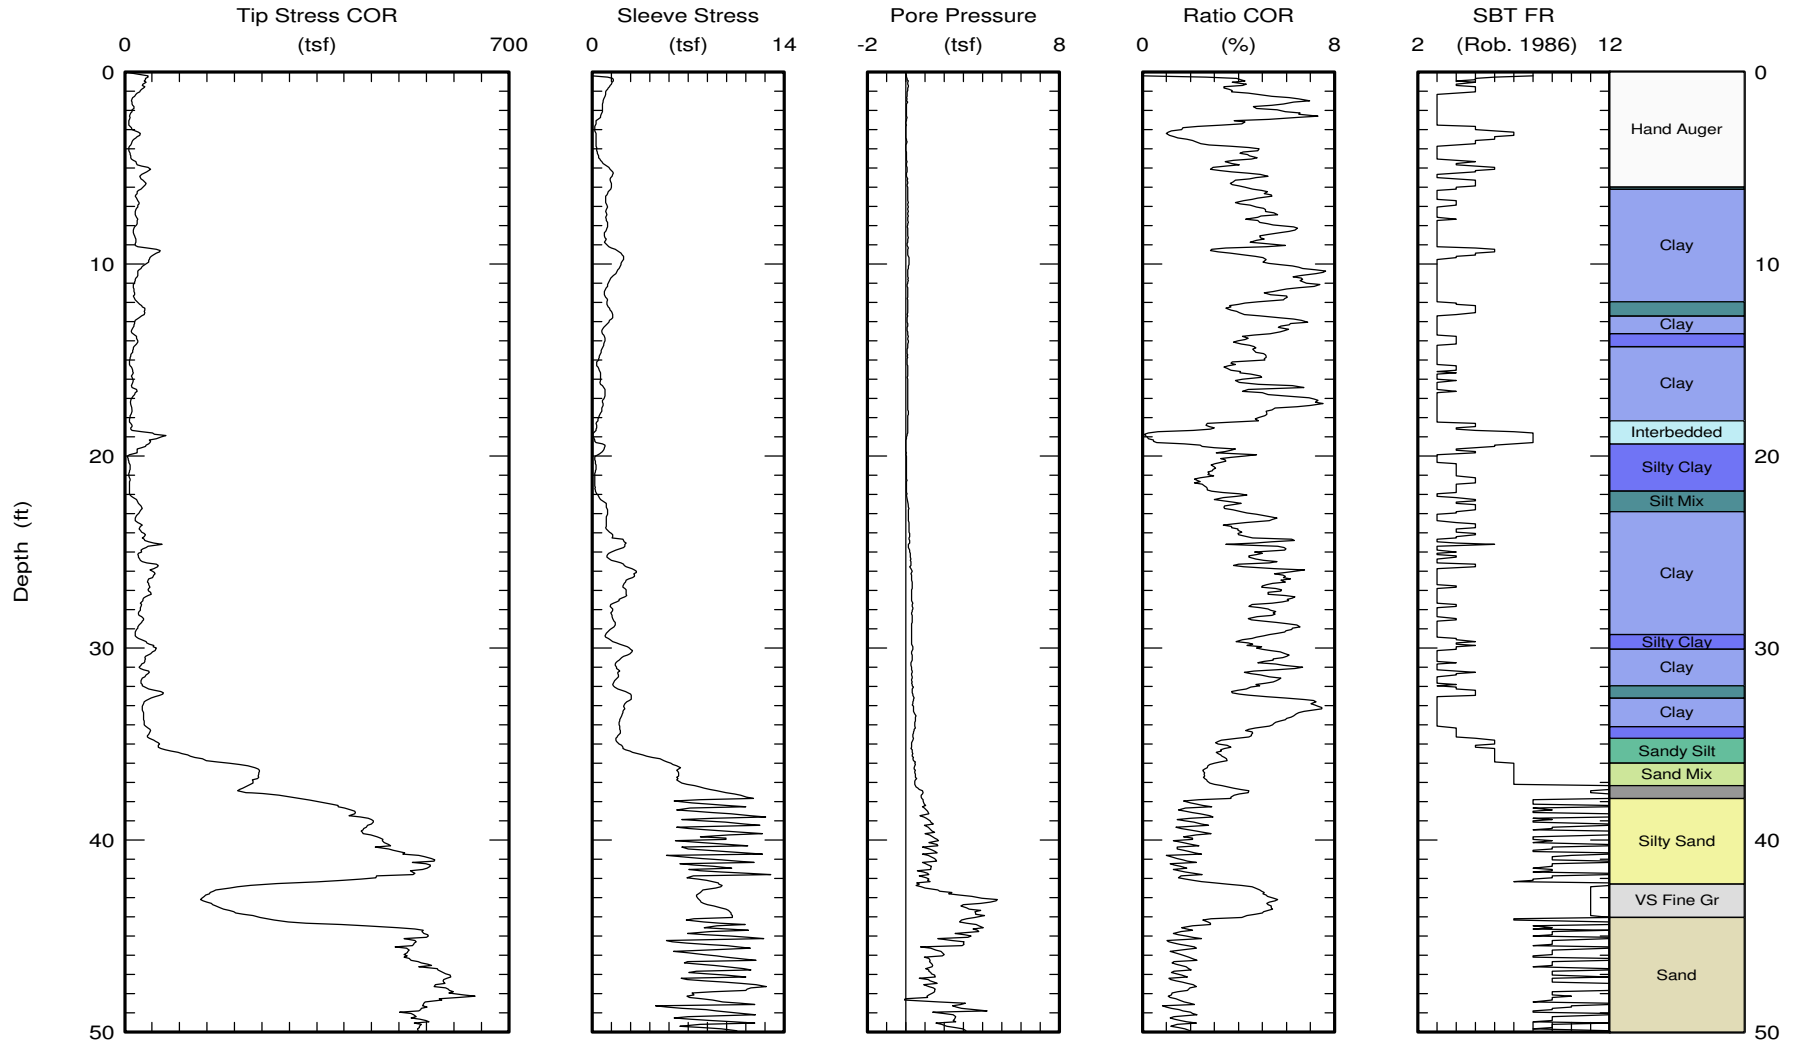 Tip Stress COR Sleeve Stress Pore Pressure Ratio COR SBT FR
0 (tsf) 700 0 (tsf) 14 -2 (tsf) 8 0 (%) 8 2 (Rob. 1986) 12
0 0
Hand Auger
Clay
10 10
Clay
Clay
Interbedded
20 20
Silty Clay
Silt Mix
Depth (ft)
Clay
Silty Clay
30 30
Clay
Clay
Sandy Silt
Sand Mix
40 Silty Sand 40
VS Fine Gr
Sand
50 50